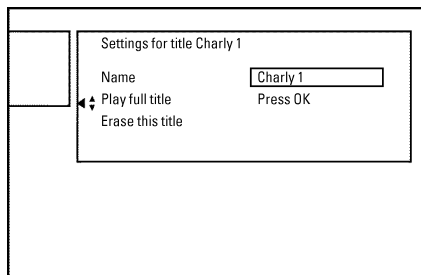 Settings for title Charly 1
Name Charly 1
Play full title Press OK
Erase this title